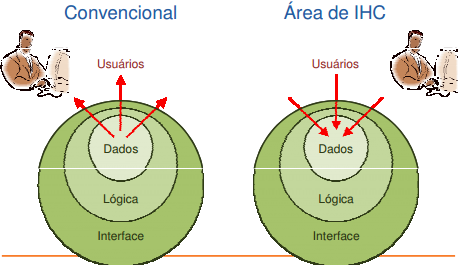 Convencional
Área de IHC
Usuários
Usuários
Dados
Dados
Lógica
Lógica
Interface
Interface